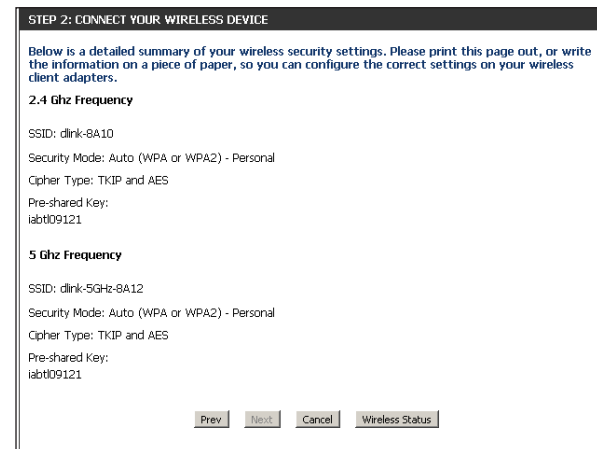 STEP 2: CONNECT YOUR WIRELESS DEVICE
Below is a detailed summary of your wireless security settings. Please print this page out, or write
the information on a piece of paper, so you can configure the correct settings on your wireless
client adapters.
2.4 Ghz Frequency
SSID: dlink-8A10
Security Mode: Auto (WPA or WPA2) - Personal
Cipher Type: TKIP and AES
Pre-shared Key:
iabtl09121
5 Ghz Frequency
SSID: dlink-5GHz-8A12
Security Mode: Auto (WPA or WPA2) - Personal
Cipher Type: TKIP and AES
Pre-shared Key:
iabtl09121
Prev Next Cancel Wireless Status